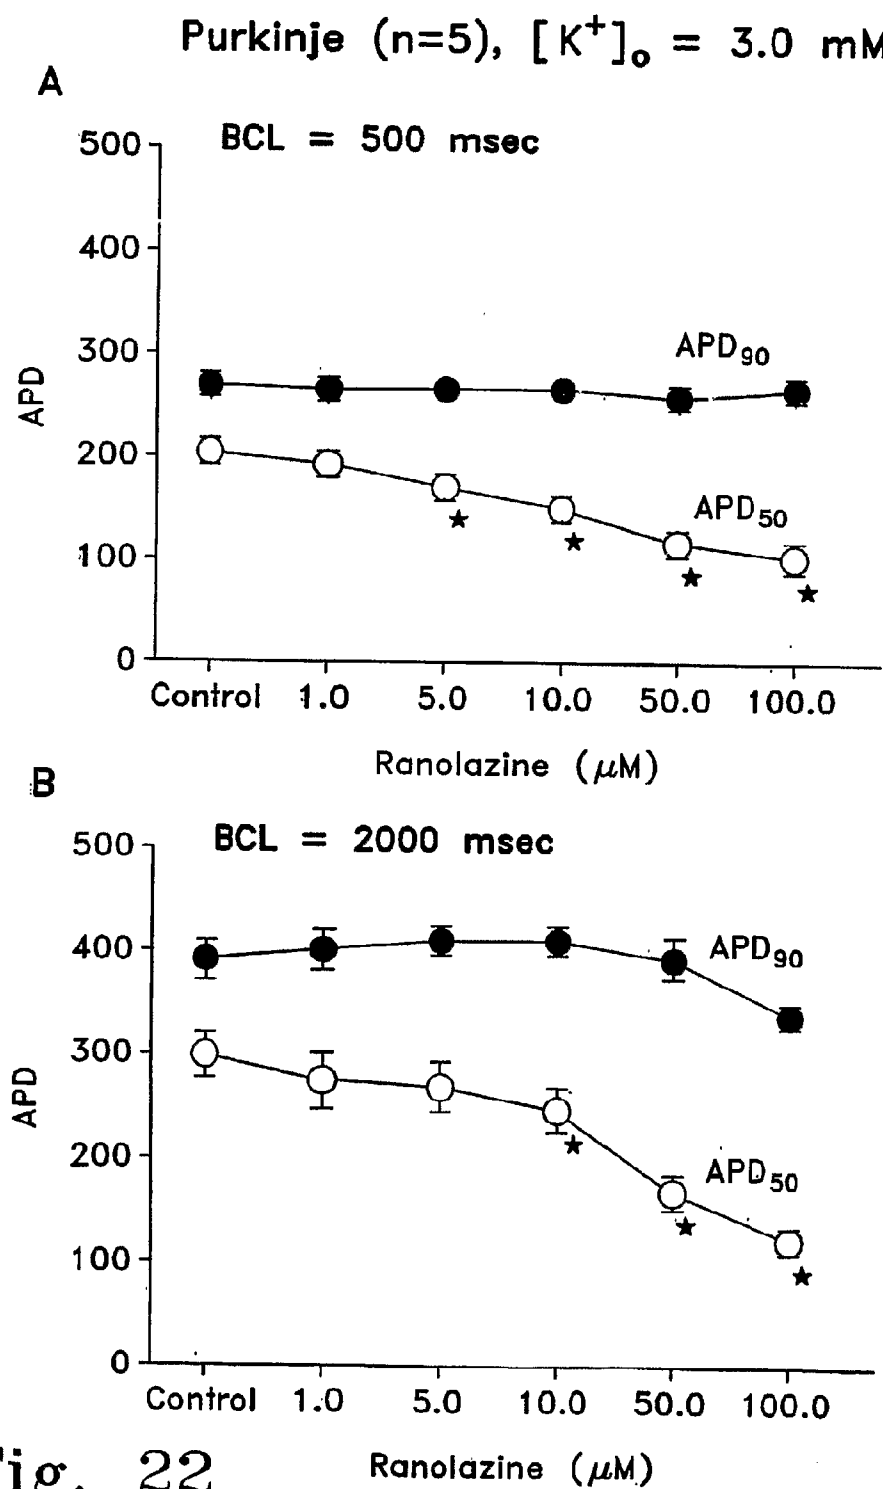 Purkinje (n=5), [K+]o = 3.0 mM
A
BCL = 500 msec
500
400
300
200
100
0
APD
APD90
APD50
★
★
★
★
Control 1.0 5.0 10.0 50.0 100.0
Ranolazine (μM)
B
BCL = 2000 msec
500
400
300
200
100
0
APD
APD90
APD50
★
★
★
Control 1.0 5.0 10.0 50.0 100.0
Ranolazine (μM)
Fig. 22